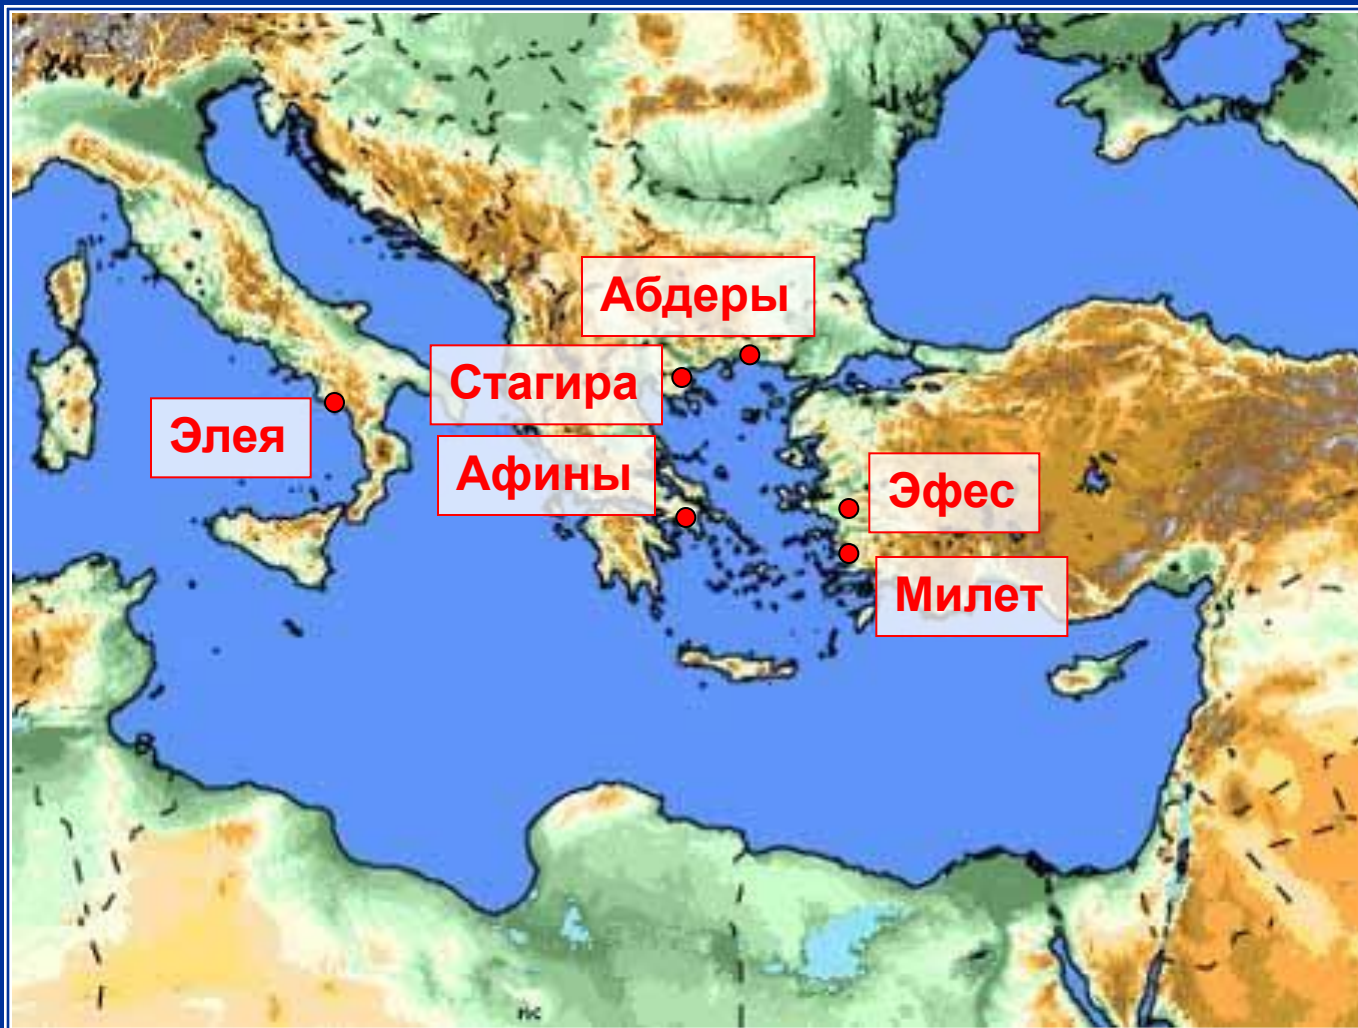 Абдеры
Стагира
Элея
Афины
Эфес
Милет